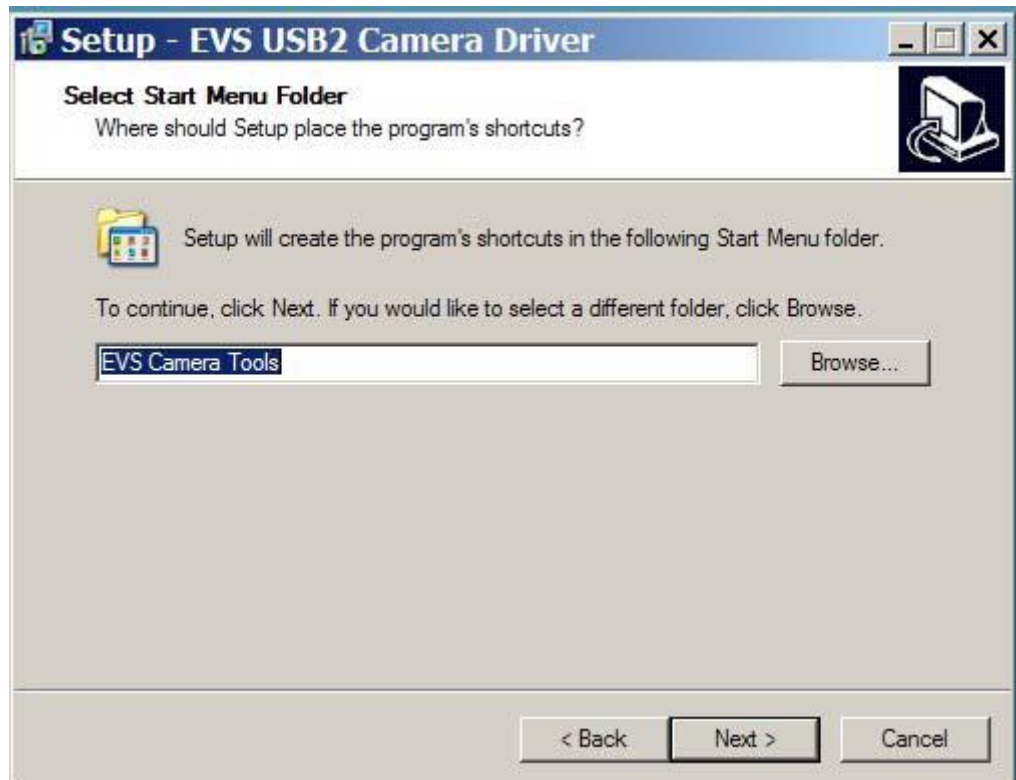 Setup - EVS USB2 Camera Driver
Select Start Menu Folder
Where should Setup place the program's shortcuts?
Setup will create the program's shortcuts in the following Start Menu folder.
To continue, click Next. If you would like to select a different folder, click Browse.
EVS Camera Tools
Browse...
< Back
Next >
Cancel